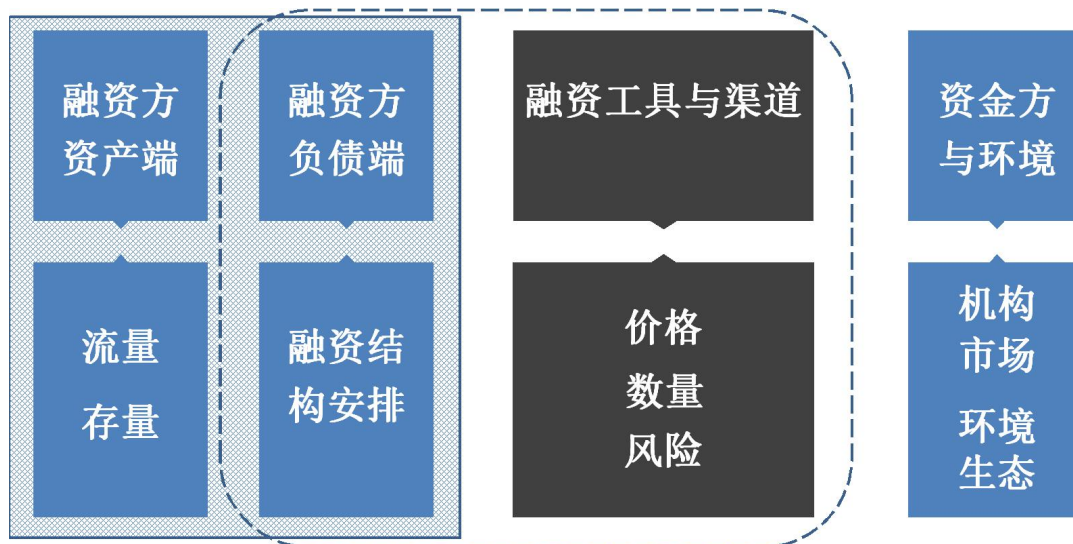 融资方
资产端
融资方
负债端
融资工具与渠道
资金方
与环境
流量
存量
融资结
构安排
价格
数量
风险
机构
市场
环境
生态